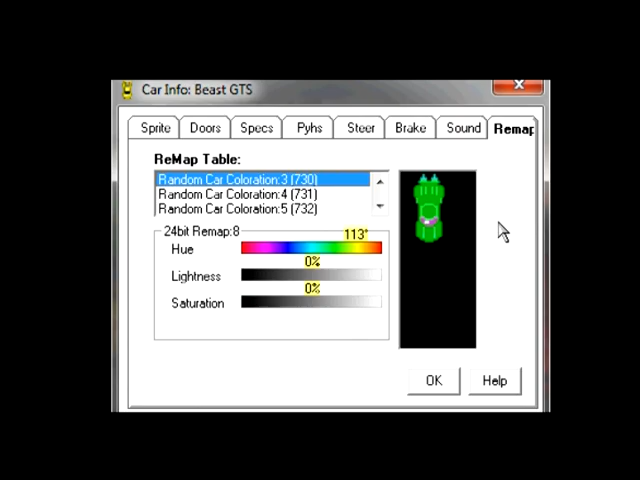 Car Info: Beast GTS
Sprite Doors Specs Pyhs Steer Brake Sound Remap
ReMap Table:
Random Car Coloration:3 (730)
Random Car Coloration:4 (731)
Random Car Coloration:5 (732)
24bit Remap:8
113°
Hue
0%
Lightness
0%
Saturation
OK Help